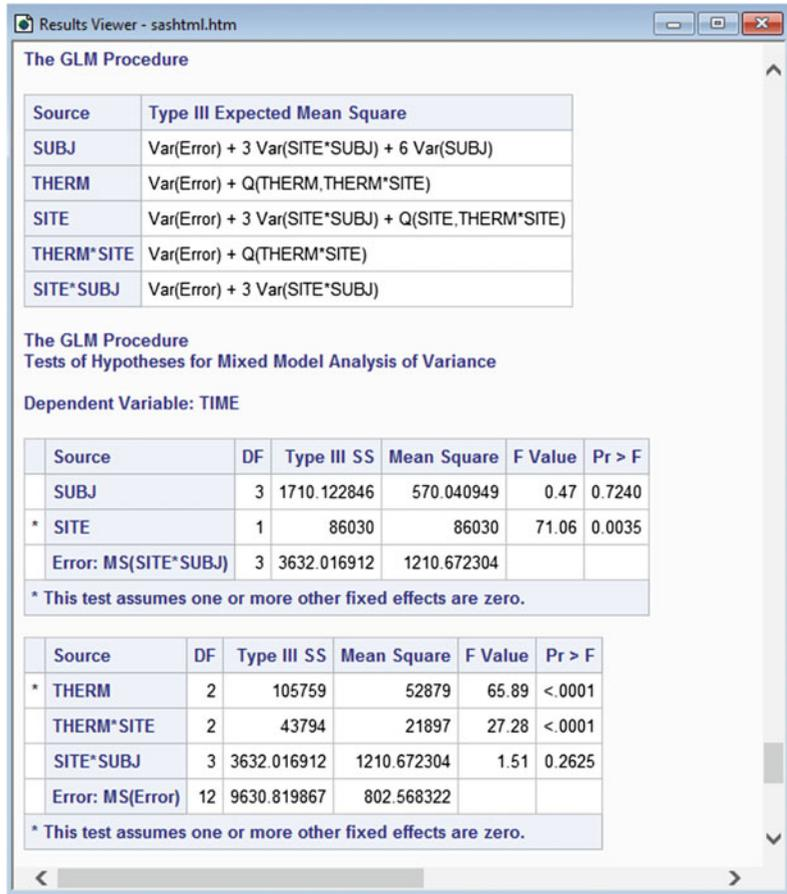 Results Viewer - sashtml.htm
The GLM Procedure
Source Type III Expected Mean Square
SUBJ Var(Error) + 3 Var(SITE*SUBJ) + 6 Var(SUBJ)
THERM Var(Error) + Q(THERM,THERM*SITE)
SITE Var(Error) + 3 Var(SITE*SUBJ) + Q(SITE,THERM*SITE)
THERM*SITE Var(Error) + Q(THERM*SITE)
SITE*SUBJ Var(Error) + 3 Var(SITE*SUBJ)
The GLM Procedure
Tests of Hypotheses for Mixed Model Analysis of Variance
Dependent Variable: TIME
Source DF Type III SS Mean Square F Value Pr > F
SUBJ 3 1710.122846 570.040949 0.47 0.7240
* SITE 1 86030 86030 71.06 0.0035
Error: MS(SITE*SUBJ) 3 3632.016912 1210.672304
* This test assumes one or more other fixed effects are zero.
Source DF Type III SS Mean Square F Value Pr > F
* THERM 2 105759 52879 65.89 <.0001
THERM*SITE 2 43794 21897 27.28 <.0001
SITE*SUBJ 3 3632.016912 1210.672304 1.51 0.2625
Error: MS(Error) 12 9630.819867 802.568322
* This test assumes one or more other fixed effects are zero.